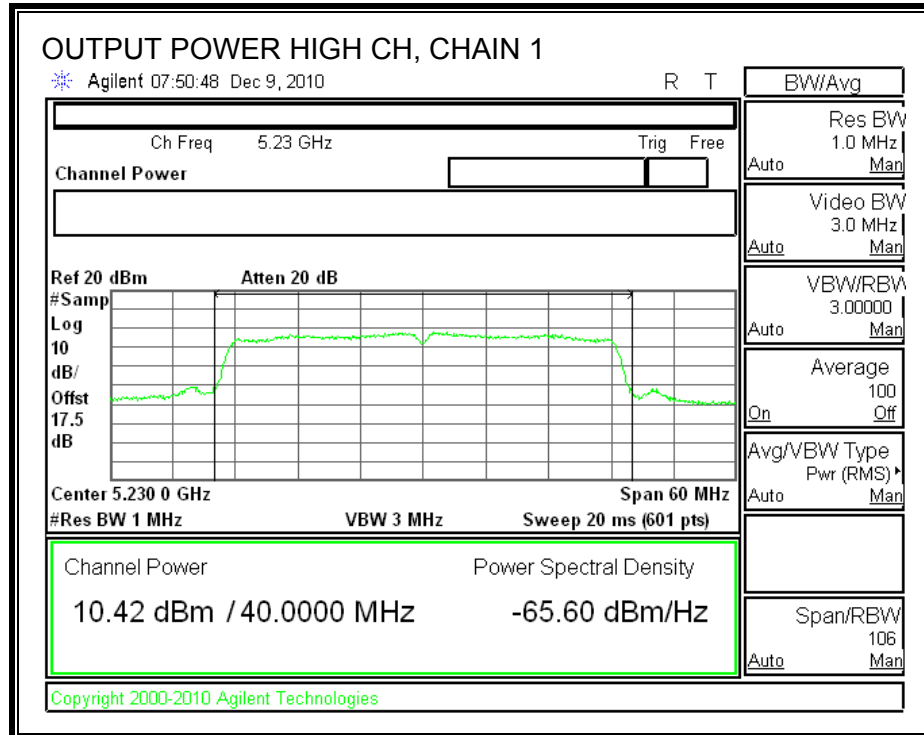 OUTPUT POWER HIGH CH, CHAIN 1
Agilent 07:50:48 Dec 9, 2010
R T
Ch Freq 5.23 GHz
Trig Free
Channel Power
Ref 20 dBm Atten 20 dB
#Samp
Log
10
dB/
Offst
17.5
dB
Center 5.230 0 GHz Span 60 MHz
#Res BW 1 MHz VBW 3 MHz Sweep 20 ms (601 pts)
Channel Power Power Spectral Density
10.42 dBm / 40.0000 MHz -65.60 dBm/Hz
Copyright 2000-2010 Agilent Technologies
BW/Avg
Res BW
1.0 MHz
Auto Man
Video BW
3.0 MHz
Auto Man
VBW/RBW
3.00000
Auto Man
Average
100
On Off
Avg/VBW Type
Pwr (RMS)
Auto Man
Span/RBW
106
Auto Man